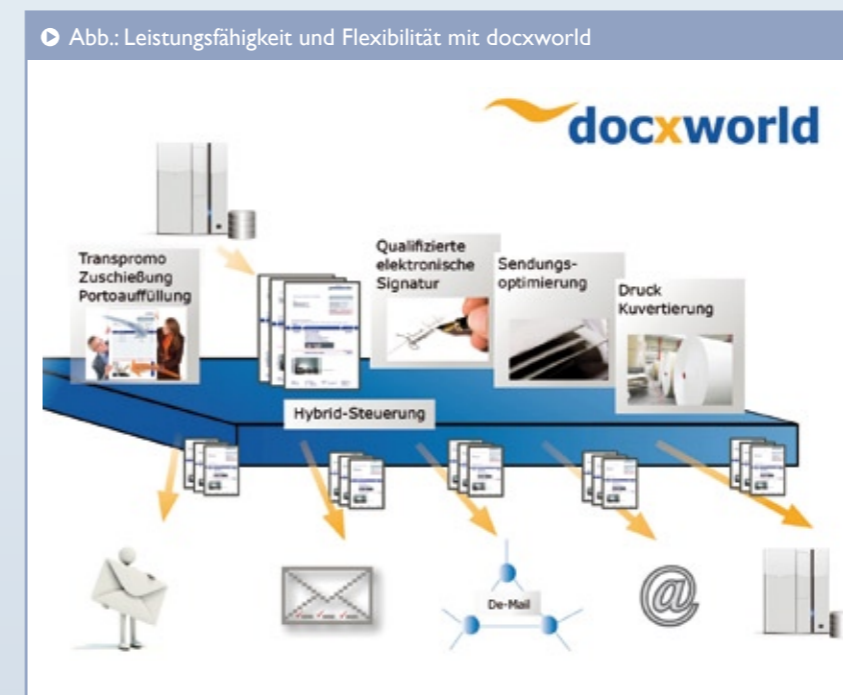 Abb.: Leistungsfähigkeit und Flexibilität mit docxworld
docxworld
Transpromo
Zuschießung
Portoauffüllung
Qualifizierte
elektronische
Signatur
Sendungs-
optimierung
Druck
Kuvertierung
Hybrid-Steuerung
De-Mail
@